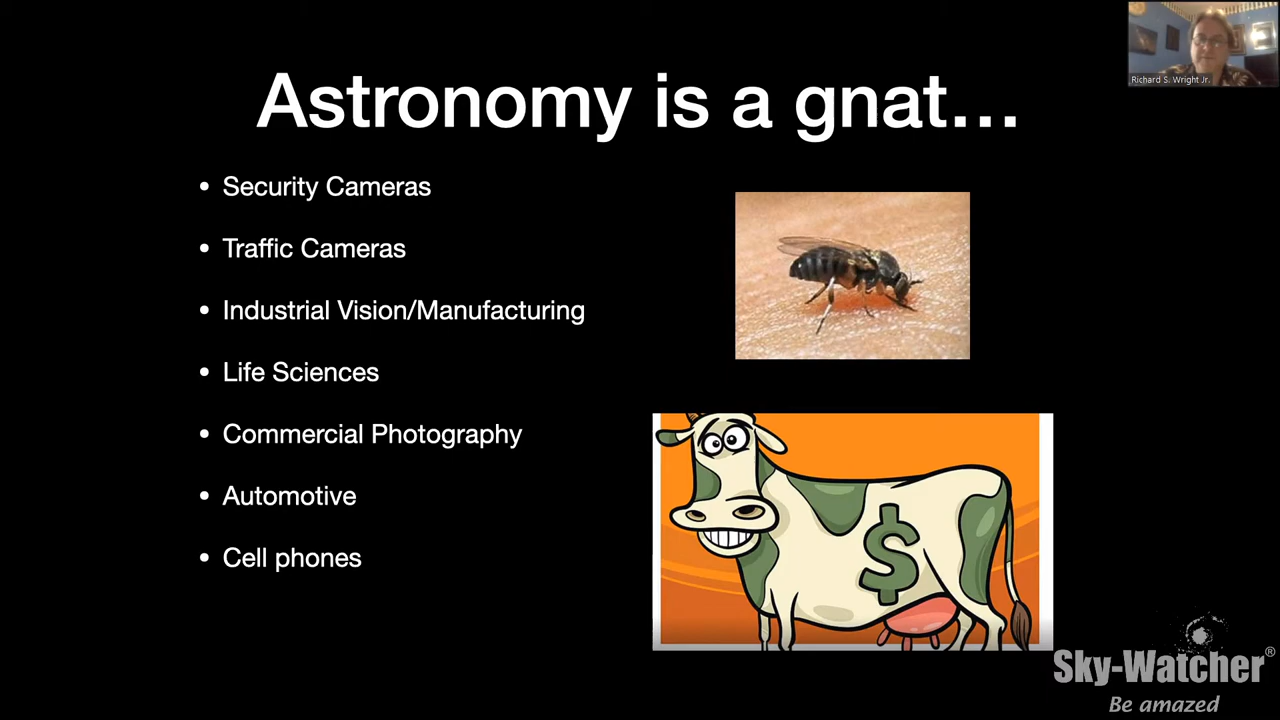 Richard S. Wright Jr.
Astronomy is a gnat…
• Security Cameras
• Traffic Cameras
• Industrial Vision/Manufacturing
• Life Sciences
• Commercial Photography
• Automotive
• Cell phones
$
Sky-Watcher®
Be amazed